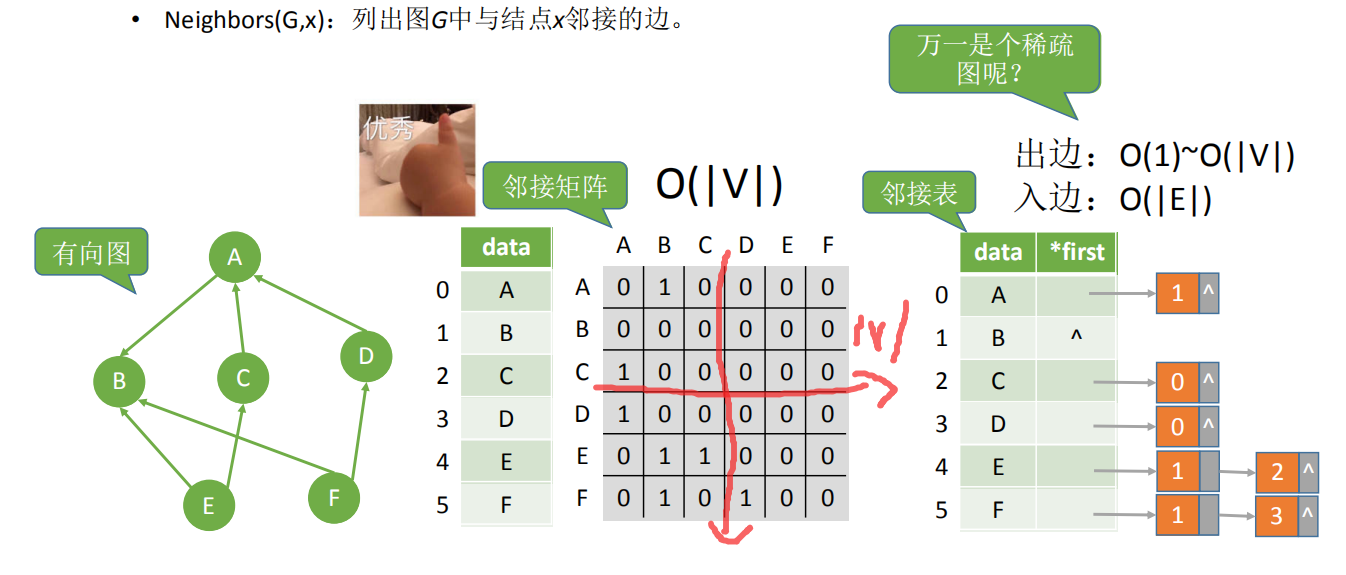 • Neighbors(G,x)：列出图G中与结点x邻接的边。
万一是个稀疏
图呢？
优秀
邻接矩阵
O(|V|)
出边：O(1)~O(|V|)
入边：O(|E|)
邻接表
有向图
A
B
C
D
E
F
data
0 A
1 B
2 C
3 D
4 E
5 F
A B C D E F
A 0 1 0 0 0 0
B 0 0 0 0 0 0
C 1 0 0 0 0 0
D 1 0 0 0 0 0
E 0 1 1 0 0 0
F 0 1 0 1 0 0
|V|
data *first
0 A 1 ^
1 B ^
2 C 0 ^
3 D 0 ^
4 E 1 2 ^
5 F 1 3 ^